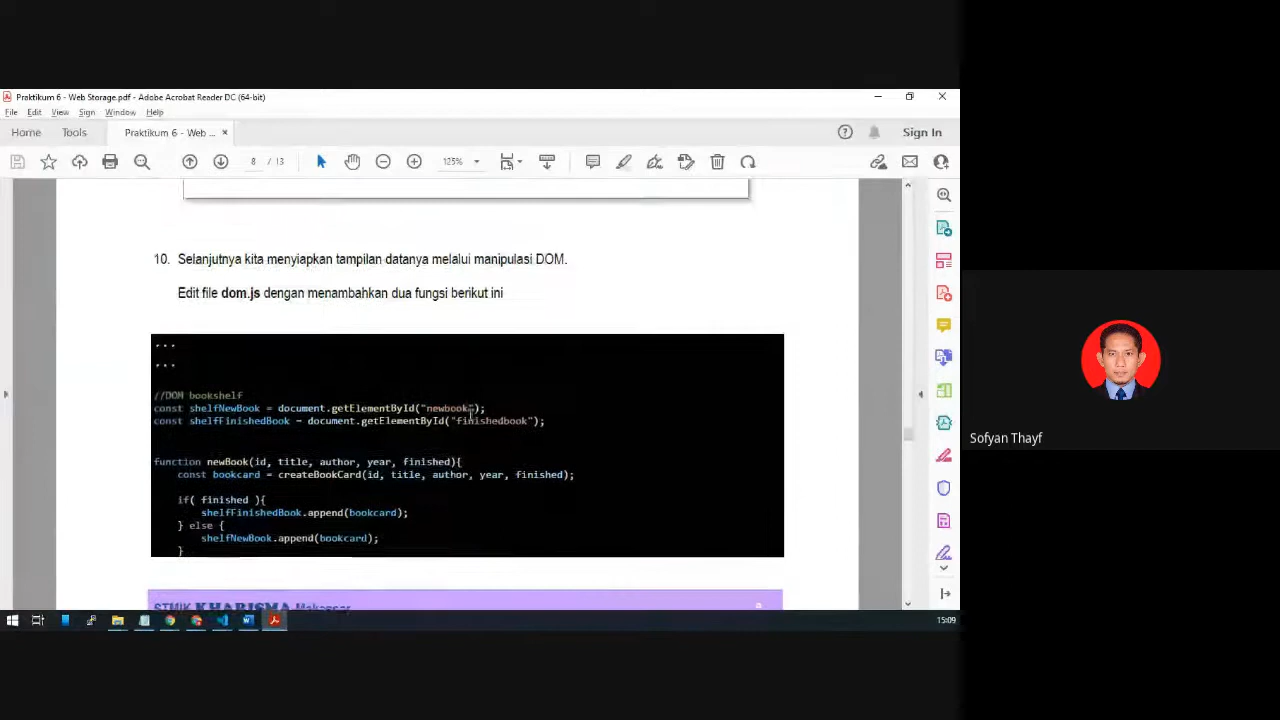 Praktikum 6 - Web Storage.pdf - Adobe Acrobat Reader DC (64-bit)
File Edit View Sign Window Help
Home Tools Praktikum 6 - Web ... × Sign In
8 / 13 125%
10. Selanjutnya kita menyiapkan tampilan datanya melalui manipulasi DOM.
Edit file dom.js dengan menambahkan dua fungsi berikut ini
...
...
//DOM bookshelf
const shelfNewBook = document.getElementById("newbook");
const shelfFinishedBook = document.getElementById("finishedbook");
function newBook(id, title, author, year, finished){
const bookcard = createBookCard(id, title, author, year, finished);
if( finished ){
shelfFinishedBook.append(bookcard);
} else {
shelfNewBook.append(bookcard);
}
STMIK KHARISMA Makassar
15:09
Sofyan Thayf